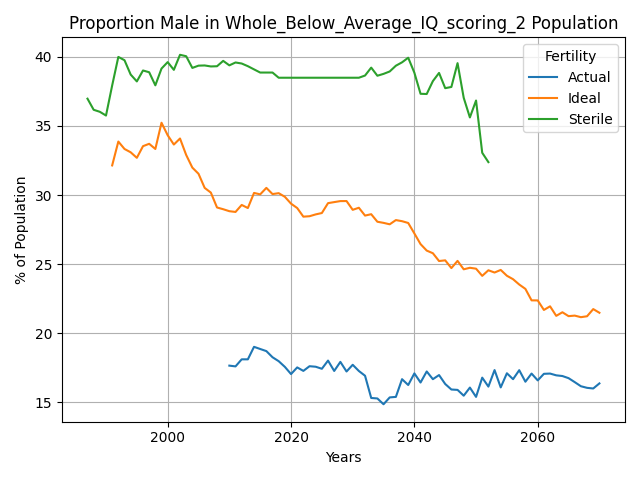 Proportion Male in Whole_Below_Average_IQ_scoring_2 Population
Fertility
Actual
Ideal
Sterile
% of Population
40
35
30
25
20
15
2000
2020
2040
2060
Years